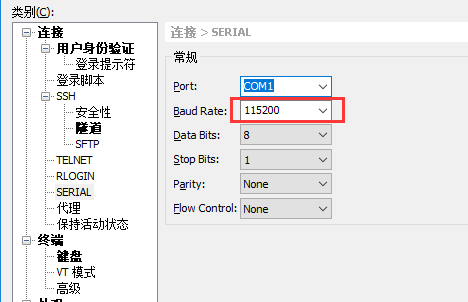 类别(C):
连接
用户身份验证
登录提示符
登录脚本
SSH
安全性
隧道
SFTP
TELNET
RLOGIN
SERIAL
代理
保持活动状态
终端
键盘
VT 模式
高级
连接 > SERIAL
常规
Port: COM1
Baud Rate: 115200
Data Bits: 8
Stop Bits: 1
Parity: None
Flow Control: None